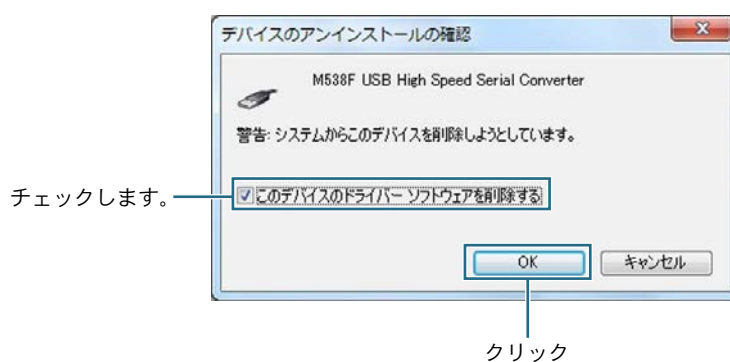 デバイスのアンインストールの確認
M538F USB High Speed Serial Converter
警告: システムからこのデバイスを削除しようとしています。
チェックします。
このデバイスのドライバー ソフトウェアを削除する
OK
キャンセル
クリック